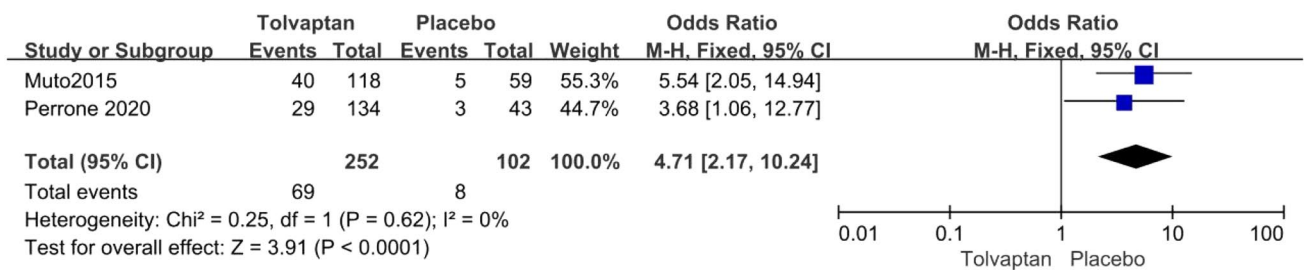 Tolvaptan Placebo Odds Ratio Odds Ratio
Study or Subgroup Events Total Events Total Weight M-H, Fixed, 95% CI M-H, Fixed, 95% CI
Muto2015 40 118 5 59 55.3% 5.54 [2.05, 14.94]
Perrone 2020 29 134 3 43 44.7% 3.68 [1.06, 12.77]
Total (95% CI) 252 102 100.0% 4.71 [2.17, 10.24]
Total events 69 8
Heterogeneity: Chi² = 0.25, df = 1 (P = 0.62); I² = 0%
Test for overall effect: Z = 3.91 (P < 0.0001)
0.01 0.1 1 10 100
Tolvaptan Placebo